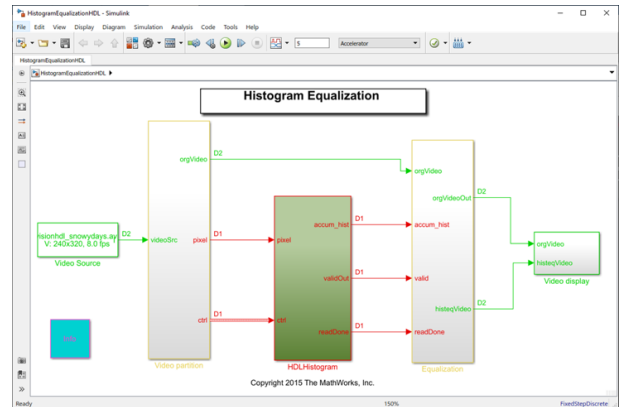 HistogramEqualizationHDL - Simulink
File Edit View Display Diagram Simulation Analysis Code Tools Help
5 Accelerator
HistogramEqualizationHDL
HistogramEqualizationHDL
Histogram Equalization
orgVideo D2 orgVideo
orgVideoOut D2
visionhdl_snowydays.av
V: 240x320, 8.0 fps
D2 videoSrc pixel D1 pixel accum_hist D1 accum_hist
orgVideo
Video Source
validOut D1 valid
histeqVideo
histeqVideo D2
Video display
ctrl D1 ctrl readDone D1 readDone
Video partition HDLHistogram Equalization
Copyright 2015 The MathWorks, Inc.
Ready 150% FixedStepDiscrete